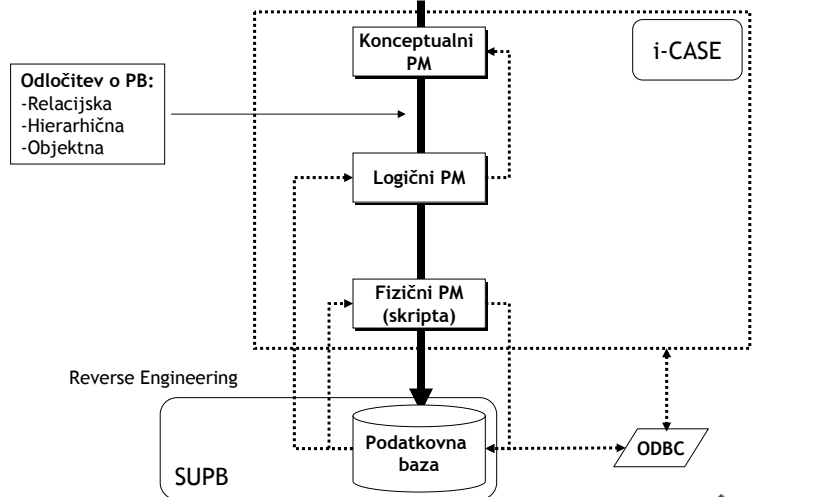 Konceptualni
PM
i-CASE
Odločitev o PB:
-Relacijska
-Hierarhična
-Objektna
Logični PM
Fizični PM
(skripta)
Reverse Engineering
Podatkovna
baza
ODBC
SUPB